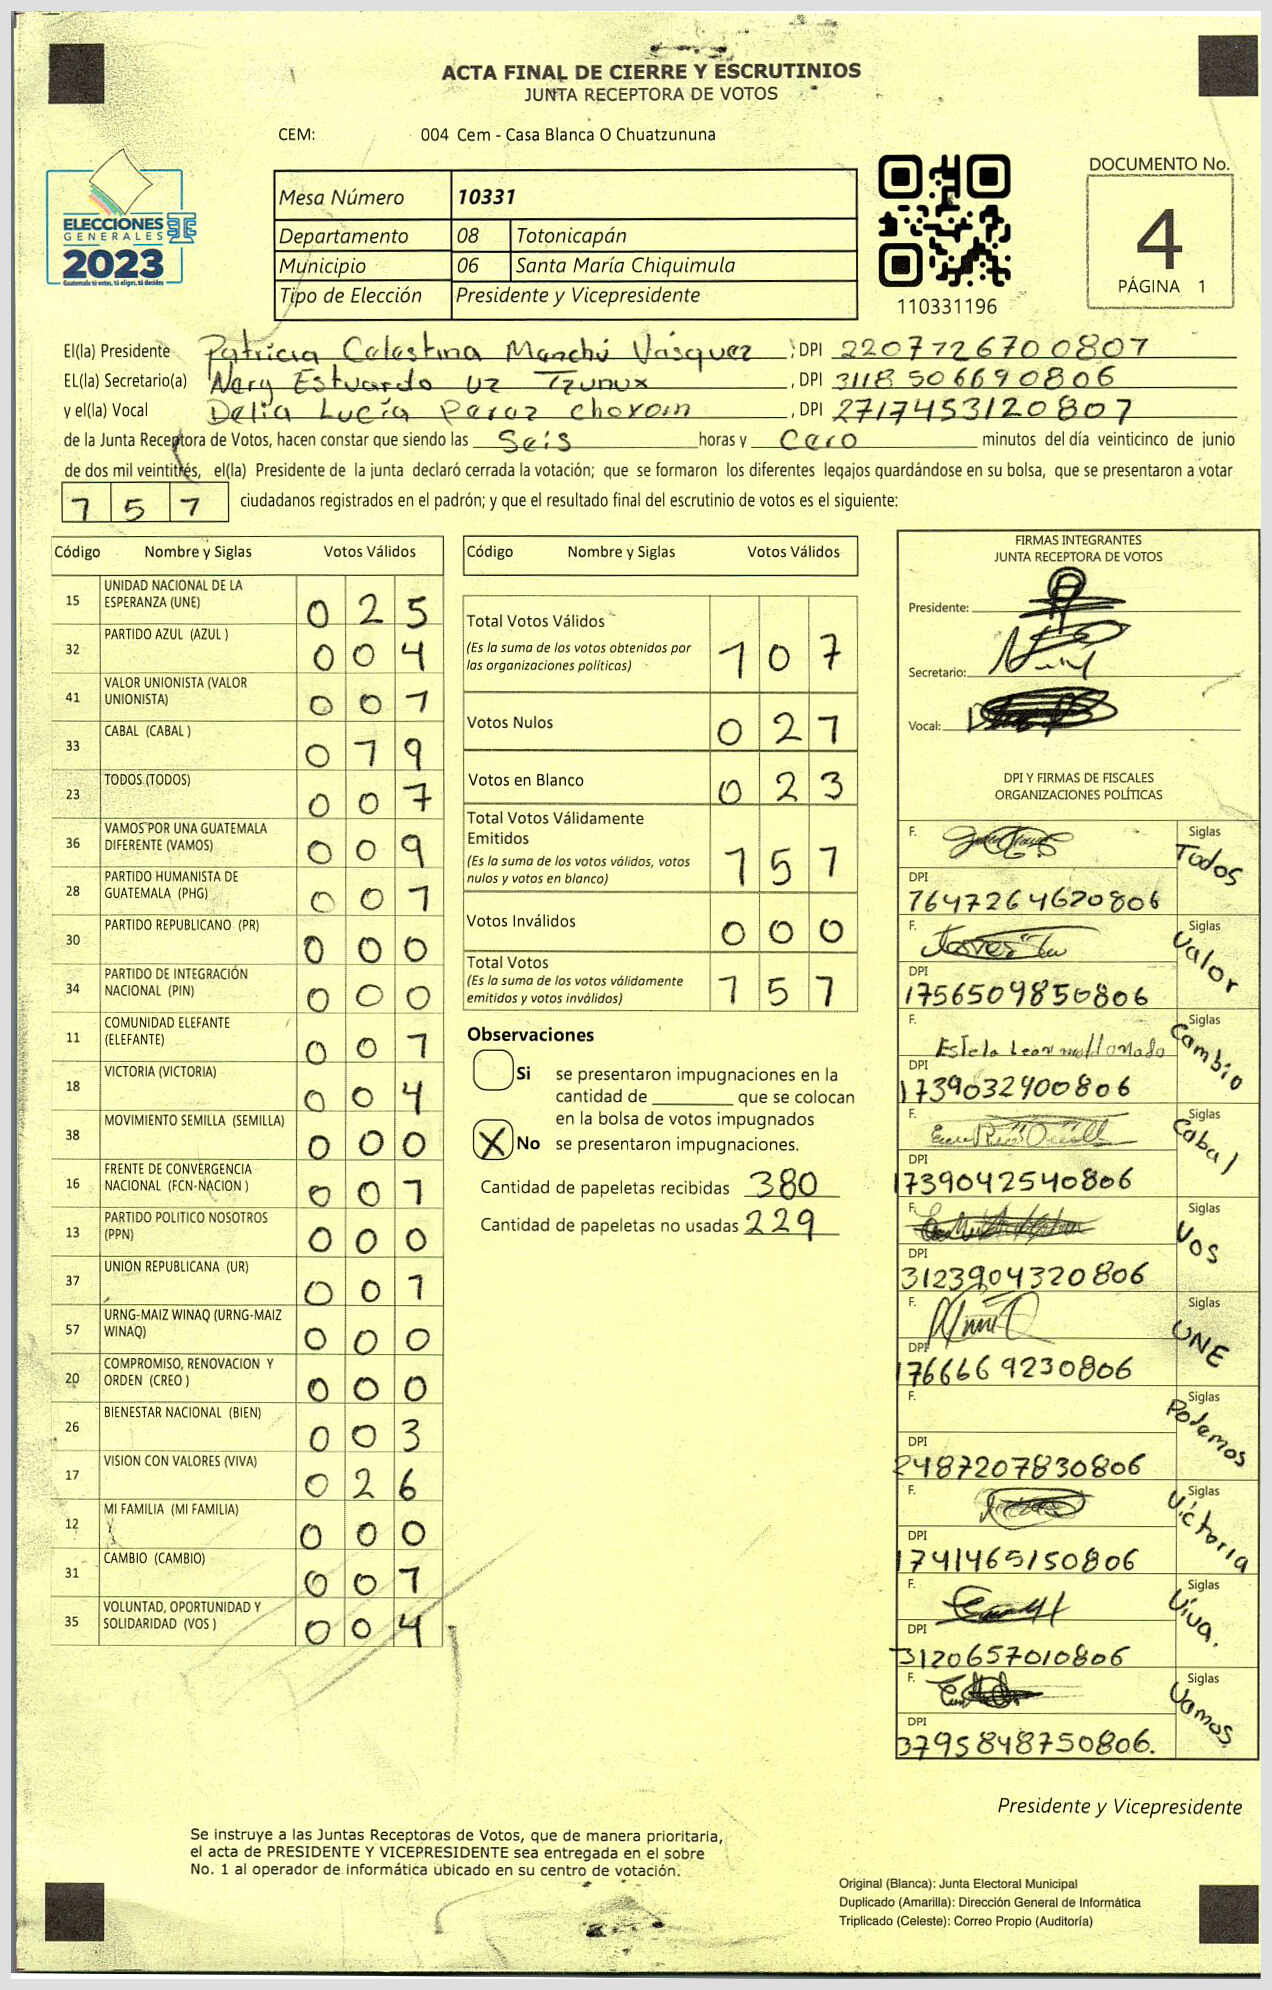 ACTA FINAL DE CIERRE Y ESCRUTINIOS
JUNTA RECEPTORA DE VOTOS
CEM: 004 Cem - Casa Blanca O Chuatzununa
ELECCIONES
GENERALES
2023
Guatemala tú votas, tú eliges, tú decides
Mesa Número 10331
Departamento 08 Totonicapán
Municipio 06 Santa María Chiquimula
Tipo de Elección Presidente y Vicepresidente
110331196
DOCUMENTO No.
4
PÁGINA 1
El(la) Presidente Patricia Celestina Menchú Vásquez , DPI
EL(la) Secretario(a) Nery Estuardo uz Tzunux , DPI 3118506690806
y el(la) Vocal Delia Lucía Perez , DPI
de la Junta Receptora de Votos, hacen constar que siendo las Seis horas y Cero minutos del día veinticinco de junio
de dos mil veintitrés, el(la) Presidente de la junta declaró cerrada la votación; que se formaron los diferentes legajos quardándose en su bolsa, que se presentaron a votar
1 5 1 ciudadanos registrados en el padrón; y que el resultado final del escrutinio de votos es el siguiente:
Código Nombre y Siglas Votos Válidos
15 UNIDAD NACIONAL DE LA
ESPERANZA (UNE) 0 2 5
32 PARTIDO AZUL (AZUL ) 0 0 4
41 VALOR UNIONISTA (VALOR
UNIONISTA) 0 0 1
33 CABAL (CABAL ) 0 1 9
23 TODOS (TODOS) 0 0 7
36 VAMOS POR UNA GUATEMALA
DIFERENTE (VAMOS) 0 0 9
28 PARTIDO HUMANISTA DE
GUATEMALA (PHG) 0 0 1
30 PARTIDO REPUBLICANO (PR) 0 0 0
34 PARTIDO DE INTEGRACIÓN
NACIONAL (PIN) 0 0 0
11 COMUNIDAD ELEFANTE
(ELEFANTE) 0 0 1
18 VICTORIA (VICTORIA) 0 0 4
38 MOVIMIENTO SEMILLA (SEMILLA) 0 0 0
16 FRENTE DE CONVERGENCIA
NACIONAL (FCN-NACION ) 0 0 1
13 PARTIDO POLITICO NOSOTROS
(PPN) 0 0 0
37 UNION REPUBLICANA (UR) 0 0 1
57 URNG-MAIZ WINAQ (URNG-MAIZ
WINAQ) 0 0 0
20 COMPROMISO, RENOVACION Y
ORDEN (CREO ) 0 0 0
26 BIENESTAR NACIONAL (BIEN) 0 0 3
17 VISION CON VALORES (VIVA) 0 2 6
12 MI FAMILIA (MI FAMILIA) 0 0 0
31 CAMBIO (CAMBIO) 0 0 1
35 VOLUNTAD, OPORTUNIDAD Y
SOLIDARIDAD (VOS ) 0 0 4
Código Nombre y Siglas Votos Válidos
Total Votos Válidos
(Es la suma de los votos obtenidos por
las organizaciones políticas) 1 0 7
Votos Nulos 0 2 1
Votos en Blanco 0 2 3
Total Votos Válidamente
Emitidos
(Es la suma de los votos válidos, votos
nulos y votos en blanco) 1 5 1
Votos Inválidos 0 0 0
Total Votos
(Es la suma de los votos válidamente
emitidos y votos inválidos) 1 5 1
Observaciones
Si se presentaron impugnaciones en la
cantidad de ________ que se colocan
en la bolsa de votos impugnados
X No se presentaron impugnaciones.
Cantidad de papeletas recibidas 380
Cantidad de papeletas no usadas 229
FIRMAS INTEGRANTES
JUNTA RECEPTORA DE VOTOS
Presidente:
Secretario:
Vocal:
DPI Y FIRMAS DE FISCALES
ORGANIZACIONES POLÍTICAS
F. Siglas Todos
DPI 1647264620806
F. Siglas Valor
DPI 1756509850806
F. Estela Leon maldonado Siglas Cambio
DPI 1739032400806
F. Siglas Cabal
DPI 1739042540806
F. Siglas VOS
DPI 3123904320806
F. Siglas UNE
DPI 1766669230806
F. Siglas Podemos
DPI 2487207830806
F. Siglas Victoria
DPI 1741465150806
F. Siglas Viva.
DPI 3120657010806
F. Siglas Vamos
DPI 3795848750806.
Presidente y Vicepresidente
Se instruye a las Juntas Receptoras de Votos, que de manera prioritaria,
el acta de PRESIDENTE Y VICEPRESIDENTE sea entregada en el sobre
No. 1 al operador de informática ubicado en su centro de votación.
Original (Blanca): Junta Electoral Municipal
Duplicado (Amarilla): Dirección General de Informática
Triplicado (Celeste): Correo Propio (Auditoría)